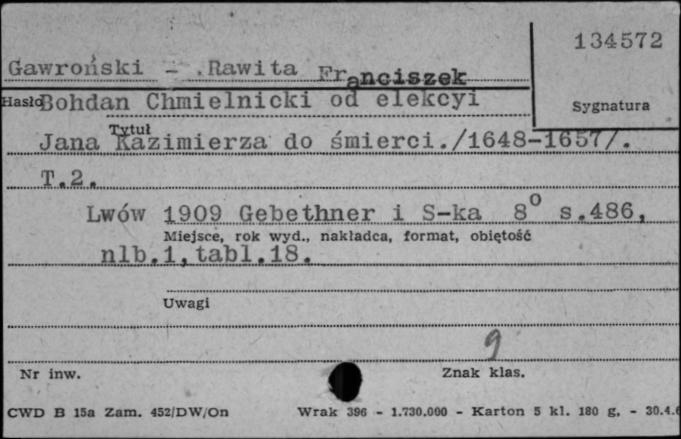 134572
Gawroński - .Rawita Franciszek
Hasło Bohdan Chmielnicki od elekcyi
Sygnatura
Tytuł
Jana Kazimierza do śmierci./1648-1657/.
T.2.
Lwów 1909 Gebethner i S-ka 8° s.486,
Miejsce, rok wyd., nakładca, format, objętość
nlb.1,tabl.18.
Uwagi
9
Nr inw. Znak klas.
CWD B 15a Zam. 452/DW/On Wrak 396 - 1.730.000 - Karton 5 kl. 180 g. - 30.4.